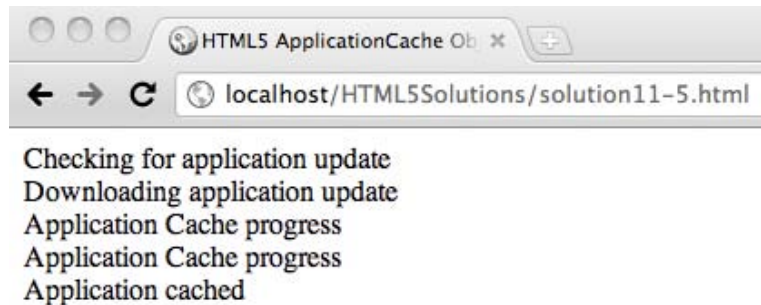 HTML5 ApplicationCache Ob
localhost/HTML5Solutions/solution11-5.html
Checking for application update
Downloading application update
Application Cache progress
Application Cache progress
Application cached